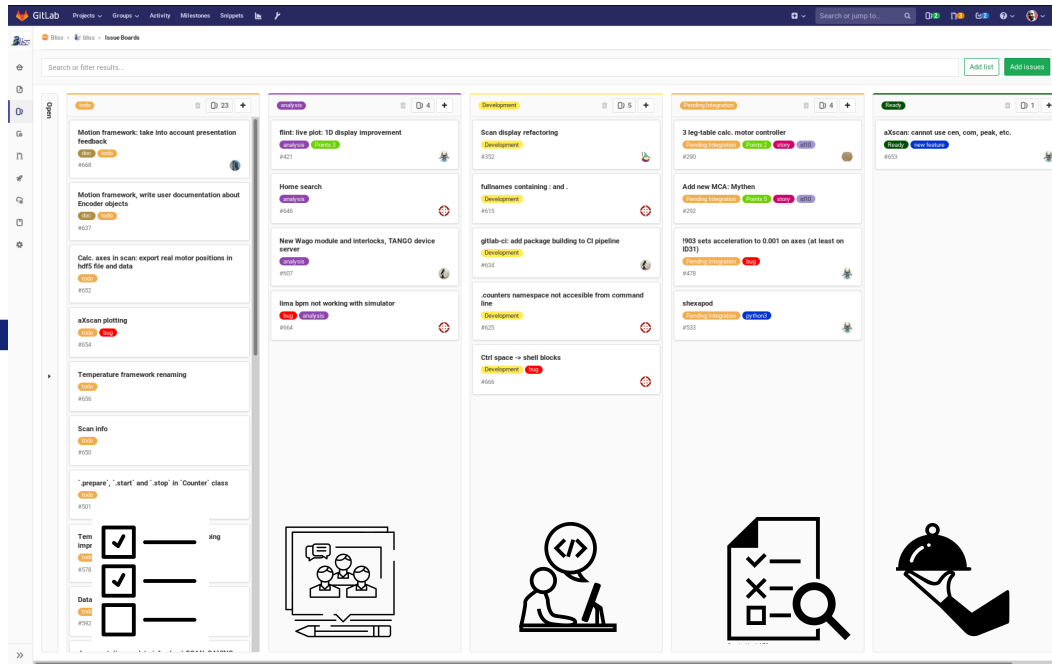 GitLab Projects Groups Activity Milestones Snippets Search or jump to...
Bliss bliss Issue Boards
Search or filter results... Add list Add issues
Open
todo 23
Motion framework: take into account presentation
feedback
doc todo
#668
Motion framework, write user documentation about
Encoder objects
doc todo
#637
Calc. axes in scan: export real motor positions in
hdf5 file and data
todo
#652
aXscan plotting
todo bug
#654
Temperature framework renaming
todo
#656
Scan info
todo
#650
`.prepare`, `.start` and `.stop` in `Counter` class
todo
#501
#578
Data
#592
analysis 4
flint: live plot: 1D display improvement
analysis Points 3
#421
Home search
analysis
#646
New Wago module and interlocks, TANGO device
server
analysis
#607
lima bpm not working with simulator
bug analysis
#664
Development 5
Scan display refactoring
Development
#352
fullnames containing : and .
Development
#615
gitlab-ci: add package building to CI pipeline
Development
#634
.counters namespace not accesible from command
line
Development
#625
Ctrl space -> shell blocks
Development bug
#666
Pending Integration 4
3 leg-table calc. motor controller
Pending Integration Points 2 story id10
#290
Add new MCA: Mythen
Pending Integration Points 5 story id10
#292
!903 sets acceleration to 0.001 on axes (at least on
ID31)
Pending Integration bug
#478
shexapod
Pending Integration python3
#533
Ready 1
aXscan: cannot use cen, com, peak, etc.
Ready new feature
#653